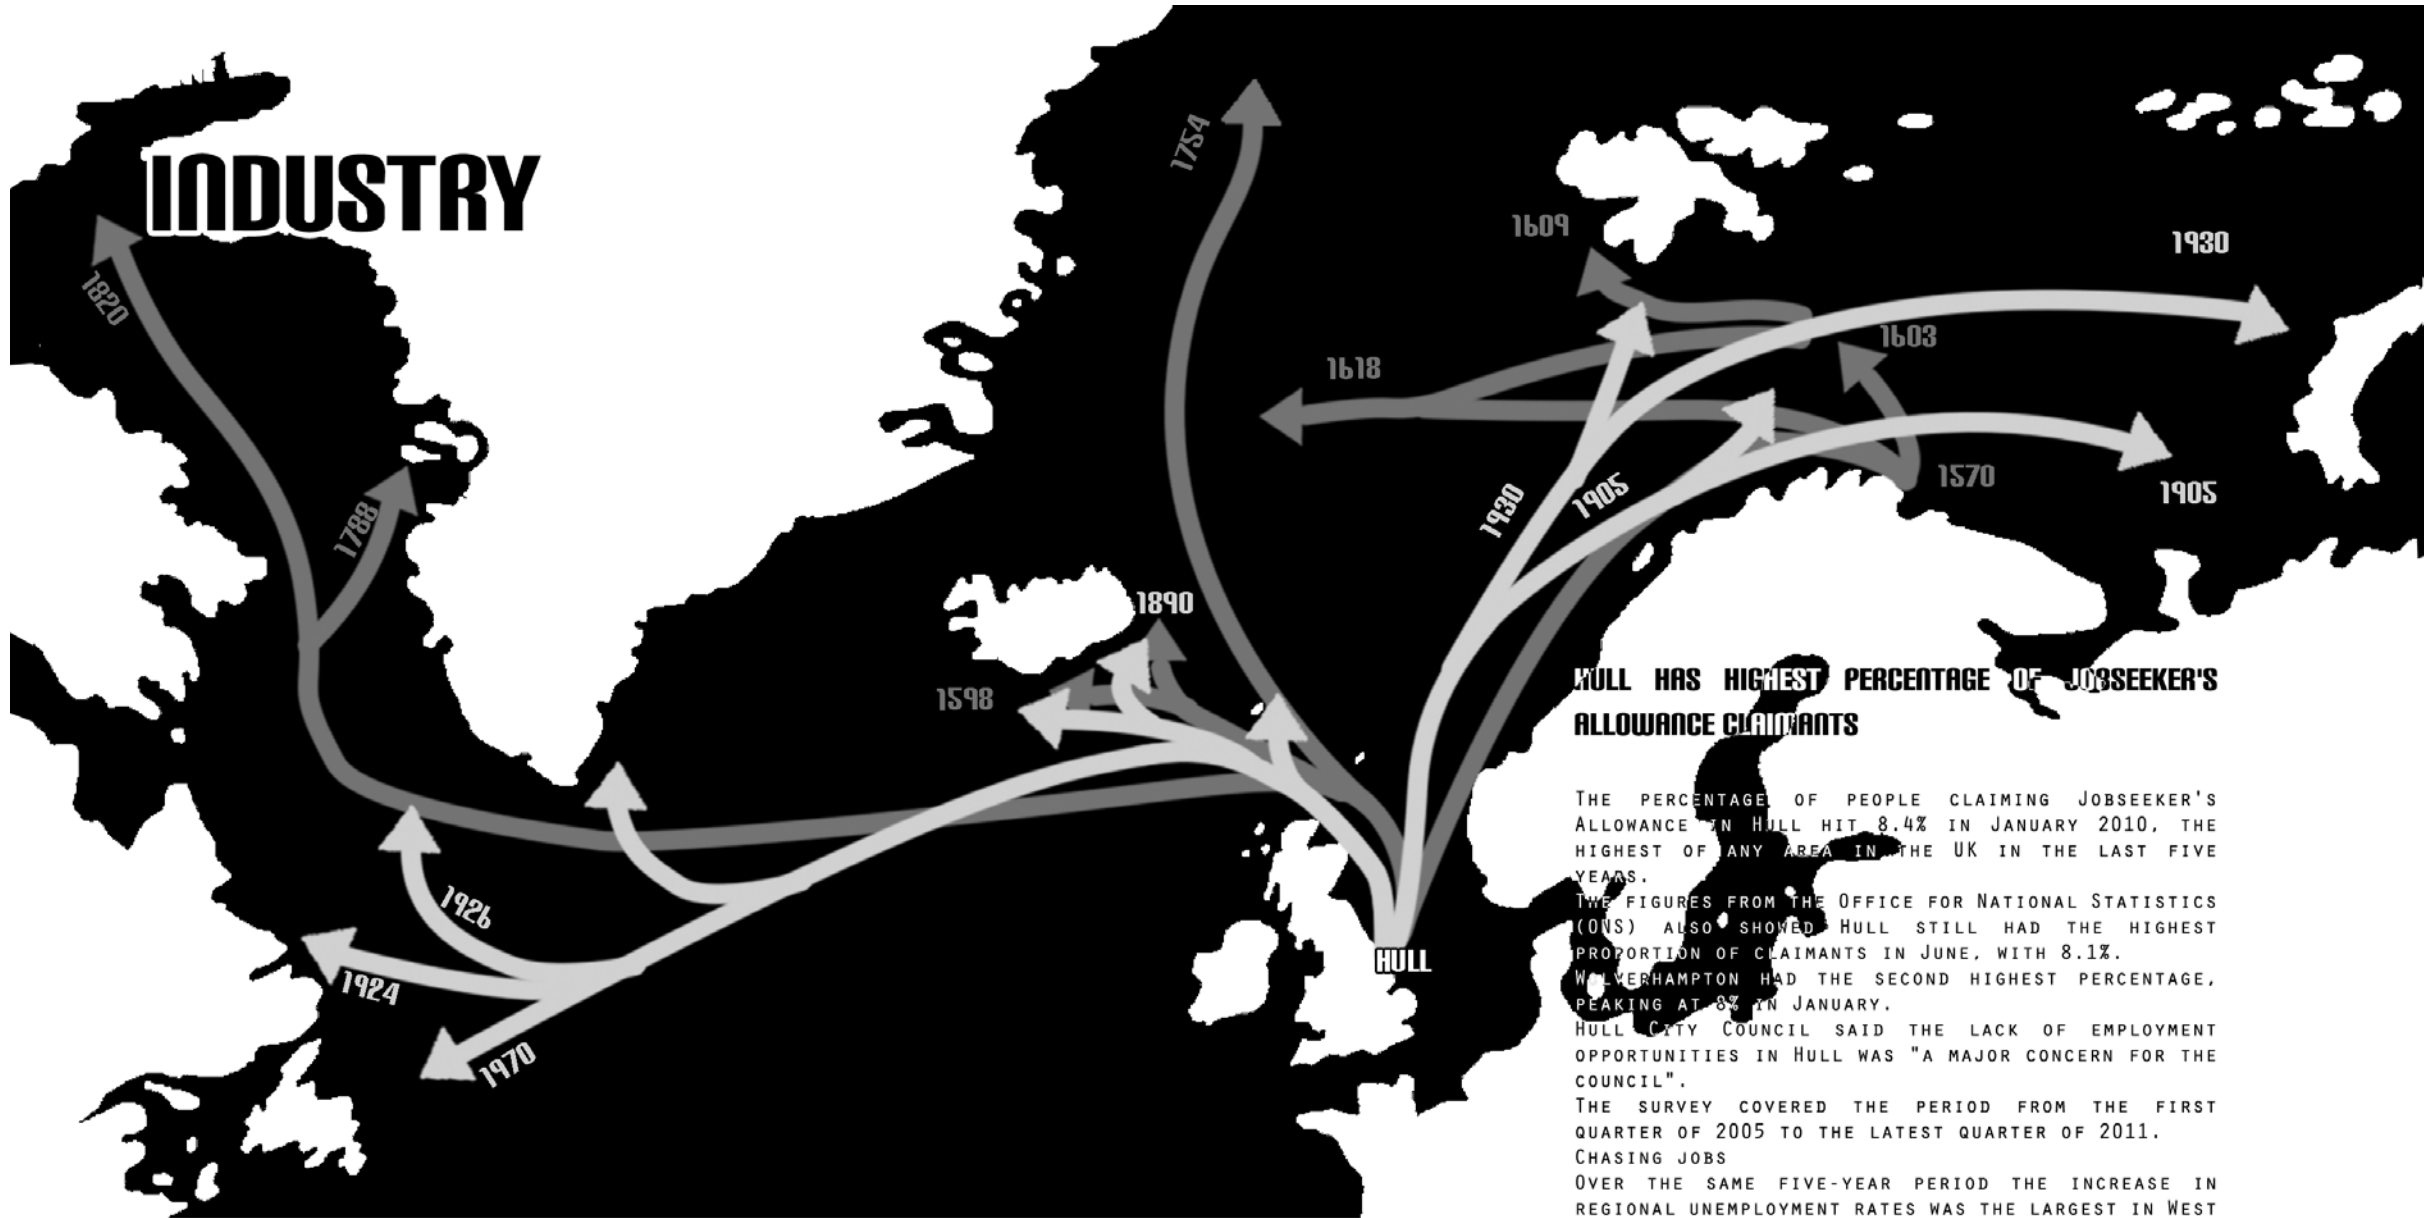 INDUSTRY
1754
1609
1930
1820
1603
1618
1570
1905
1930
1905
1788
1890
1598
1926
1924
1970
HULL
HULL HAS HIGHEST PERCENTAGE OF JOBSEEKER'S
ALLOWANCE CLAIMANTS
THE PERCENTAGE OF PEOPLE CLAIMING JOBSEEKER'S
ALLOWANCE IN HULL HIT 8.4% IN JANUARY 2010, THE
HIGHEST OF ANY AREA IN THE UK IN THE LAST FIVE
YEARS.
THE FIGURES FROM THE OFFICE FOR NATIONAL STATISTICS
(ONS) ALSO SHOWED HULL STILL HAD THE HIGHEST
PROPORTION OF CLAIMANTS IN JUNE, WITH 8.1%.
WOLVERHAMPTON HAD THE SECOND HIGHEST PERCENTAGE,
PEAKING AT 8% IN JANUARY.
HULL CITY COUNCIL SAID THE LACK OF EMPLOYMENT
OPPORTUNITIES IN HULL WAS "A MAJOR CONCERN FOR THE
COUNCIL".
THE SURVEY COVERED THE PERIOD FROM THE FIRST
QUARTER OF 2005 TO THE LATEST QUARTER OF 2011.
CHASING JOBS
OVER THE SAME FIVE-YEAR PERIOD THE INCREASE IN
REGIONAL UNEMPLOYMENT RATES WAS THE LARGEST IN WEST